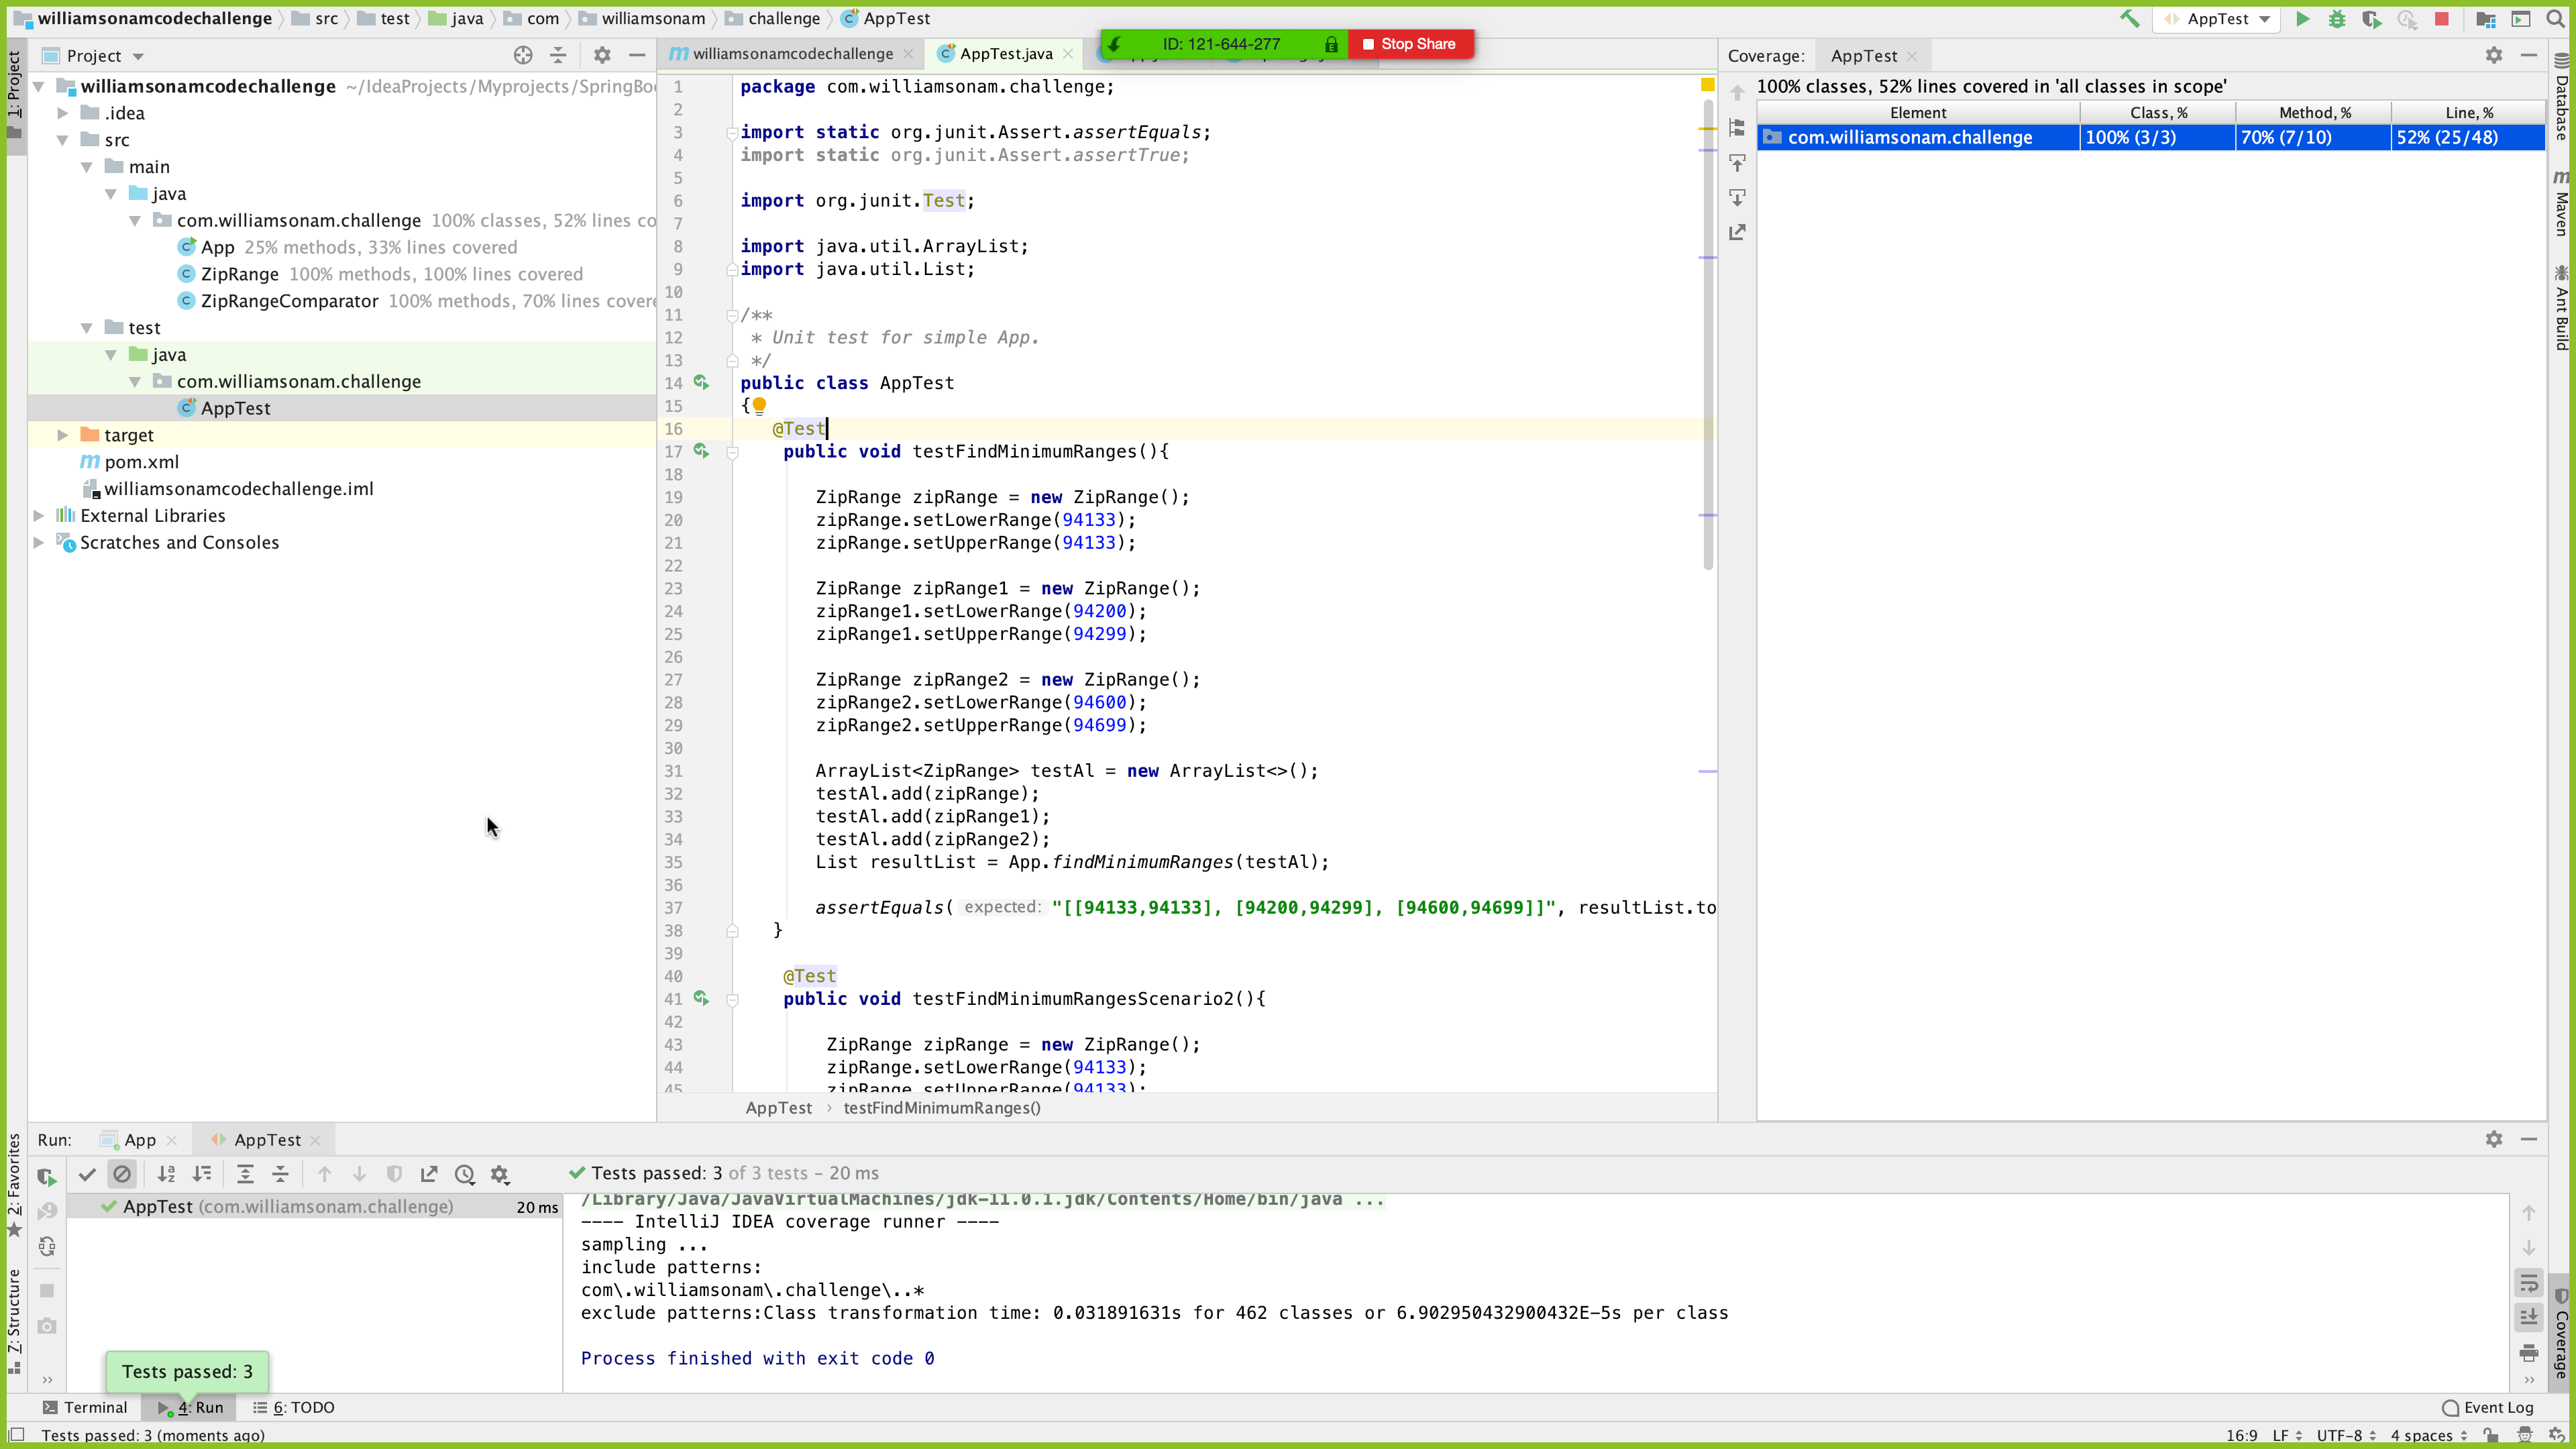 williamsonamcodechallenge src test java com williamsonam challenge AppTest
AppTest
ID: 121-644-277 Stop Share
1: Project
Project
williamsonamcodechallenge ~/IdeaProjects/Myprojects/SpringBo
.idea
src
main
java
com.williamsonam.challenge 100% classes, 52% lines co
App 25% methods, 33% lines covered
ZipRange 100% methods, 100% lines covered
ZipRangeComparator 100% methods, 70% lines cover
test
java
com.williamsonam.challenge
AppTest
target
pom.xml
williamsonamcodechallenge.iml
External Libraries
Scratches and Consoles
williamsonamcodechallenge AppTest.java
1 package com.williamsonam.challenge;
2
3 import static org.junit.Assert.assertEquals;
4 import static org.junit.Assert.assertTrue;
5
6 import org.junit.Test;
7
8 import java.util.ArrayList;
9 import java.util.List;
10
11 /**
12 * Unit test for simple App.
13 */
14 public class AppTest
15 {
16 @Test
17 public void testFindMinimumRanges(){
18
19 ZipRange zipRange = new ZipRange();
20 zipRange.setLowerRange(94133);
21 zipRange.setUpperRange(94133);
22
23 ZipRange zipRange1 = new ZipRange();
24 zipRange1.setLowerRange(94200);
25 zipRange1.setUpperRange(94299);
26
27 ZipRange zipRange2 = new ZipRange();
28 zipRange2.setLowerRange(94600);
29 zipRange2.setUpperRange(94699);
30
31 ArrayList<ZipRange> testAl = new ArrayList<>();
32 testAl.add(zipRange);
33 testAl.add(zipRange1);
34 testAl.add(zipRange2);
35 List resultList = App.findMinimumRanges(testAl);
36
37 assertEquals( expected: "[[94133,94133], [94200,94299], [94600,94699]]", resultList.to
38 }
39
40 @Test
41 public void testFindMinimumRangesScenario2(){
42
43 ZipRange zipRange = new ZipRange();
44 zipRange.setLowerRange(94133);
45 zipRange.setUpperRange(94133);
AppTest › testFindMinimumRanges()
Coverage: AppTest
100% classes, 52% lines covered in 'all classes in scope'
Element Class, % Method, % Line, %
com.williamsonam.challenge 100% (3/3) 70% (7/10) 52% (25/48)
Database
Maven
Ant Build
Coverage
2: Favorites
7: Structure
Run: App AppTest
Tests passed: 3 of 3 tests – 20 ms
AppTest (com.williamsonam.challenge) 20 ms
/Library/Java/JavaVirtualMachines/jdk-11.0.1.jdk/Contents/Home/bin/java ...
---- IntelliJ IDEA coverage runner ----
sampling ...
include patterns:
com\.williamsonam\.challenge\..*
exclude patterns:Class transformation time: 0.031891631s for 462 classes or 6.902950432900432E-5s per class
Process finished with exit code 0
Tests passed: 3
Terminal 4: Run 6: TODO Event Log
Tests passed: 3 (moments ago) 16:9 LF UTF-8 4 spaces